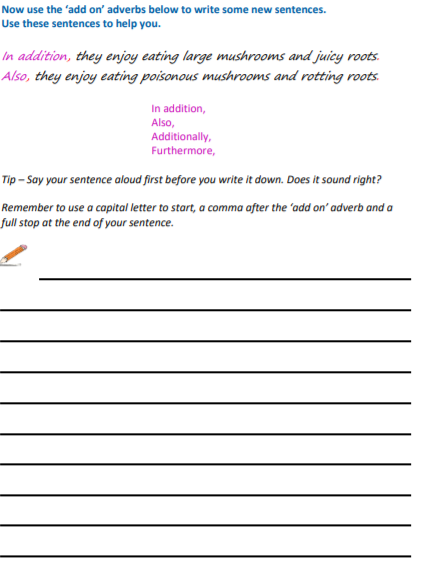 Now use the ‘add on’ adverbs below to write some new sentences.
Use these sentences to help you.
In addition, they enjoy eating large mushrooms and juicy roots.
Also, they enjoy eating poisonous mushrooms and rotting roots.
In addition,
Also,
Additionally,
Furthermore,
Tip – Say your sentence aloud first before you write it down. Does it sound right?
Remember to use a capital letter to start, a comma after the ‘add on’ adverb and a
full stop at the end of your sentence.